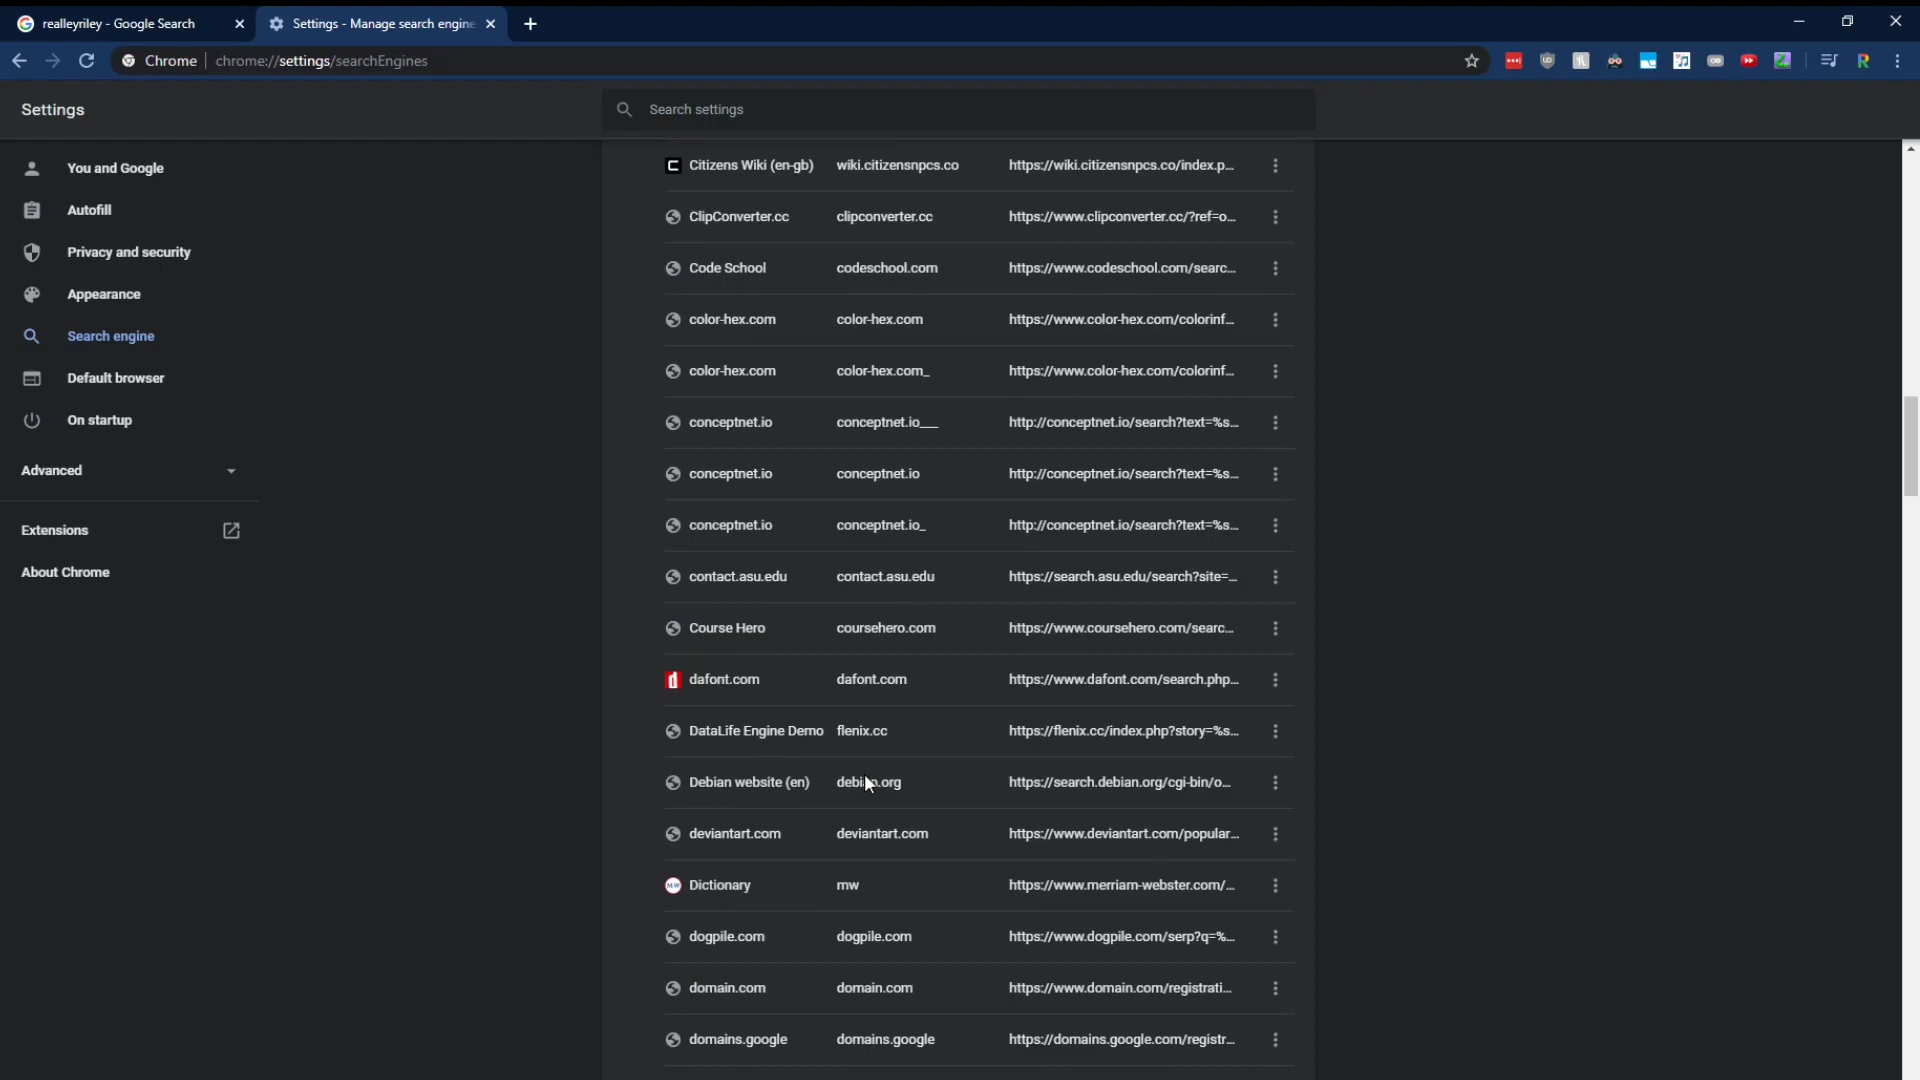 realleyriley - Google Search
Settings - Manage search engine
Chrome chrome://settings/searchEngines
Settings
Search settings
You and Google
Autofill
Privacy and security
Appearance
Search engine
Default browser
On startup
Advanced
Extensions
About Chrome
Citizens Wiki (en-gb) wiki.citizensnpcs.co https://wiki.citizensnpcs.co/index.p...
ClipConverter.cc clipconverter.cc https://www.clipconverter.cc/?ref=o...
Code School codeschool.com https://www.codeschool.com/searc...
color-hex.com color-hex.com https://www.color-hex.com/colorinf...
color-hex.com color-hex.com_ https://www.color-hex.com/colorinf...
conceptnet.io conceptnet.io___ http://conceptnet.io/search?text=%s...
conceptnet.io conceptnet.io http://conceptnet.io/search?text=%s...
conceptnet.io conceptnet.io_ http://conceptnet.io/search?text=%s...
contact.asu.edu contact.asu.edu https://search.asu.edu/search?site=...
Course Hero coursehero.com https://www.coursehero.com/searc...
dafont.com dafont.com https://www.dafont.com/search.php...
DataLife Engine Demo flenix.cc https://flenix.cc/index.php?story=%s...
Debian website (en) debian.org https://search.debian.org/cgi-bin/o...
deviantart.com deviantart.com https://www.deviantart.com/popular...
Dictionary mw https://www.merriam-webster.com/...
dogpile.com dogpile.com https://www.dogpile.com/serp?q=%...
domain.com domain.com https://www.domain.com/registrati...
domains.google domains.google https://domains.google.com/registr...